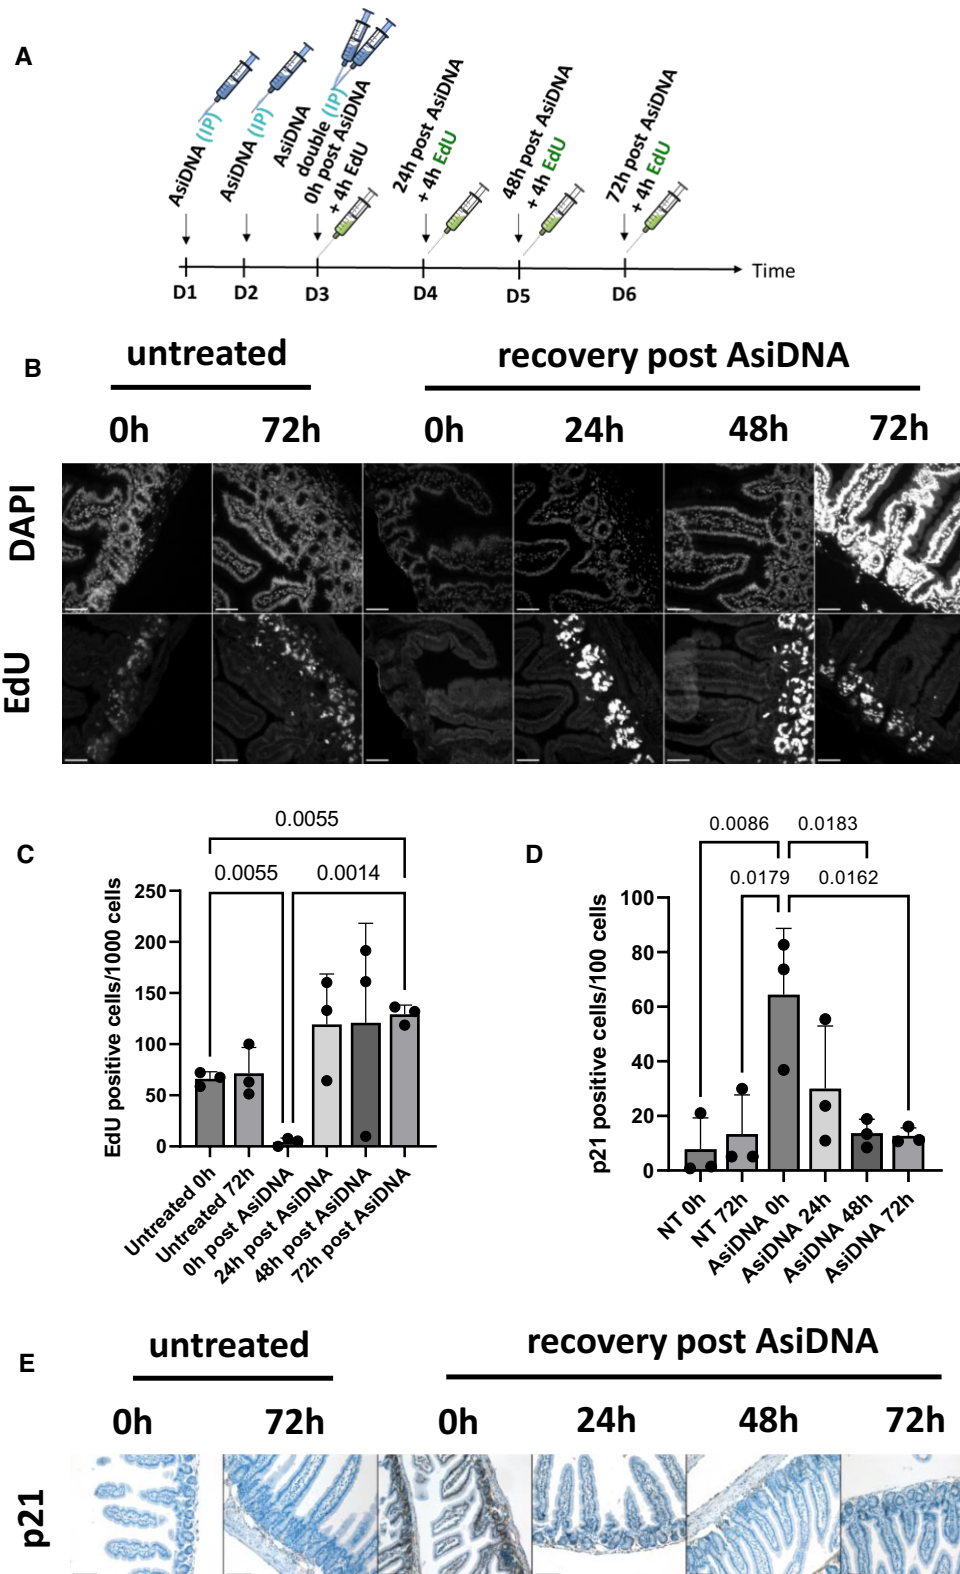 A
AsiDNA (IP)
AsiDNA (IP)
AsiDNA
double (IP)
0h post AsiDNA
+ 4h EdU
24h post AsiDNA
+ 4h EdU
48h post AsiDNA
+ 4h EdU
72h post AsiDNA
+ 4h EdU
Time
D1 D2 D3 D4 D5 D6
B
untreated recovery post AsiDNA
0h 72h 0h 24h 48h 72h
DAPI
EdU
C
0.0055
0.0055 0.0014
EdU positive cells/1000 cells
250
200
150
100
50
0
Untreated 0h
Untreated 72h
0h post AsiDNA
24h post AsiDNA
48h post AsiDNA
72h post AsiDNA
D
0.0086 0.0183
0.0179 0.0162
p21 positive cells/100 cells
100
80
60
40
20
0
NT 0h
NT 72h
AsiDNA 0h
AsiDNA 24h
AsiDNA 48h
AsiDNA 72h
E
untreated recovery post AsiDNA
0h 72h 0h 24h 48h 72h
p21